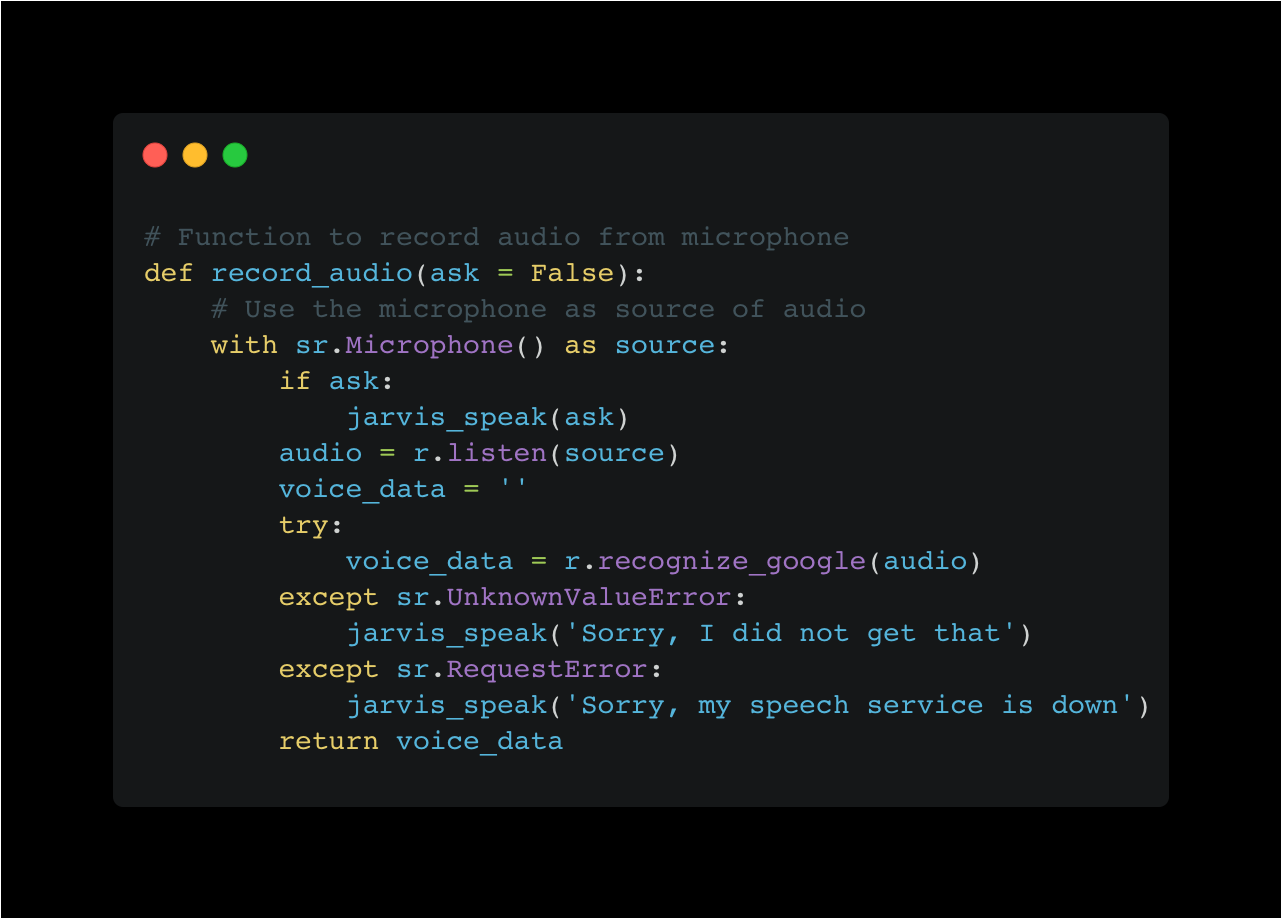 # Function to record audio from microphone
def record_audio(ask = False):
    # Use the microphone as source of audio
    with sr.Microphone() as source:
        if ask:
            jarvis_speak(ask)
        audio = r.listen(source)
        voice_data = ''
        try:
            voice_data = r.recognize_google(audio)
        except sr.UnknownValueError:
            jarvis_speak('Sorry, I did not get that')
        except sr.RequestError:
            jarvis_speak('Sorry, my speech service is down')
        return voice_data